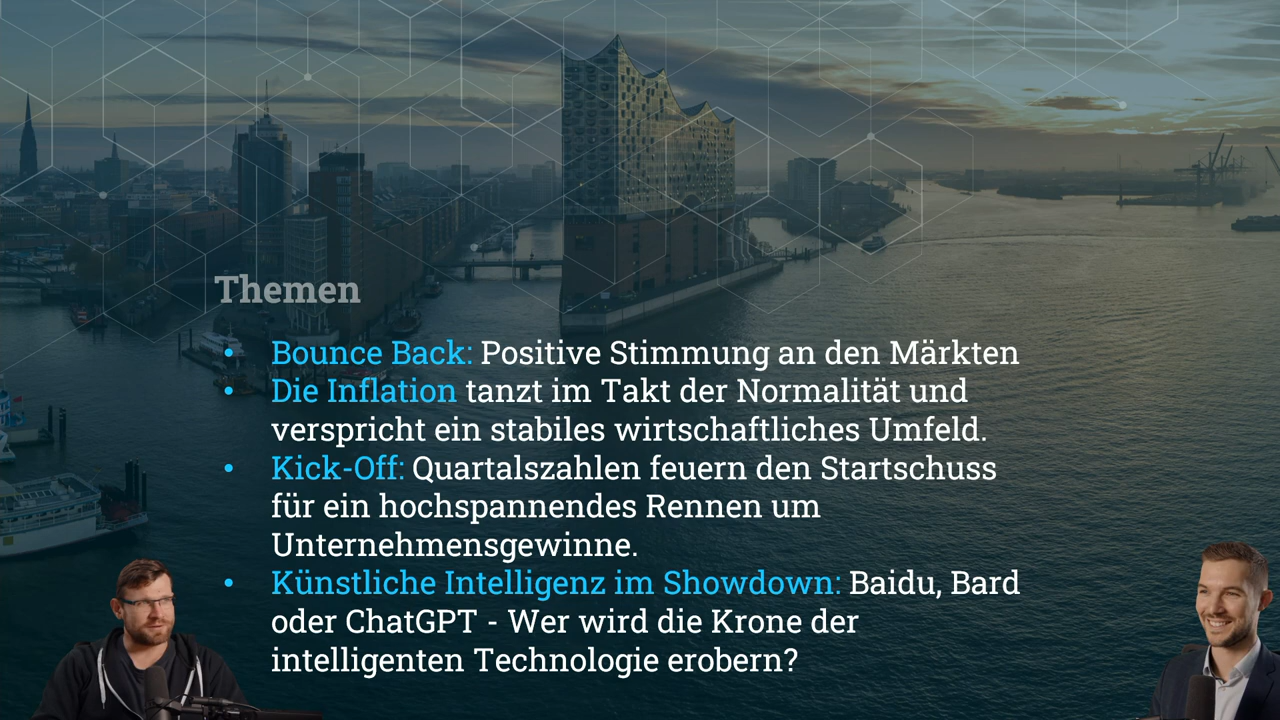 Themen
• Bounce Back: Positive Stimmung an den Märkten
• Die Inflation tanzt im Takt der Normalität und
verspricht ein stabiles wirtschaftliches Umfeld.
• Kick-Off: Quartalszahlen feuern den Startschuss
für ein hochspannendes Rennen um
Unternehmensgewinne.
• Künstliche Intelligenz im Showdown: Baidu, Bard
oder ChatGPT - Wer wird die Krone der
intelligenten Technologie erobern?